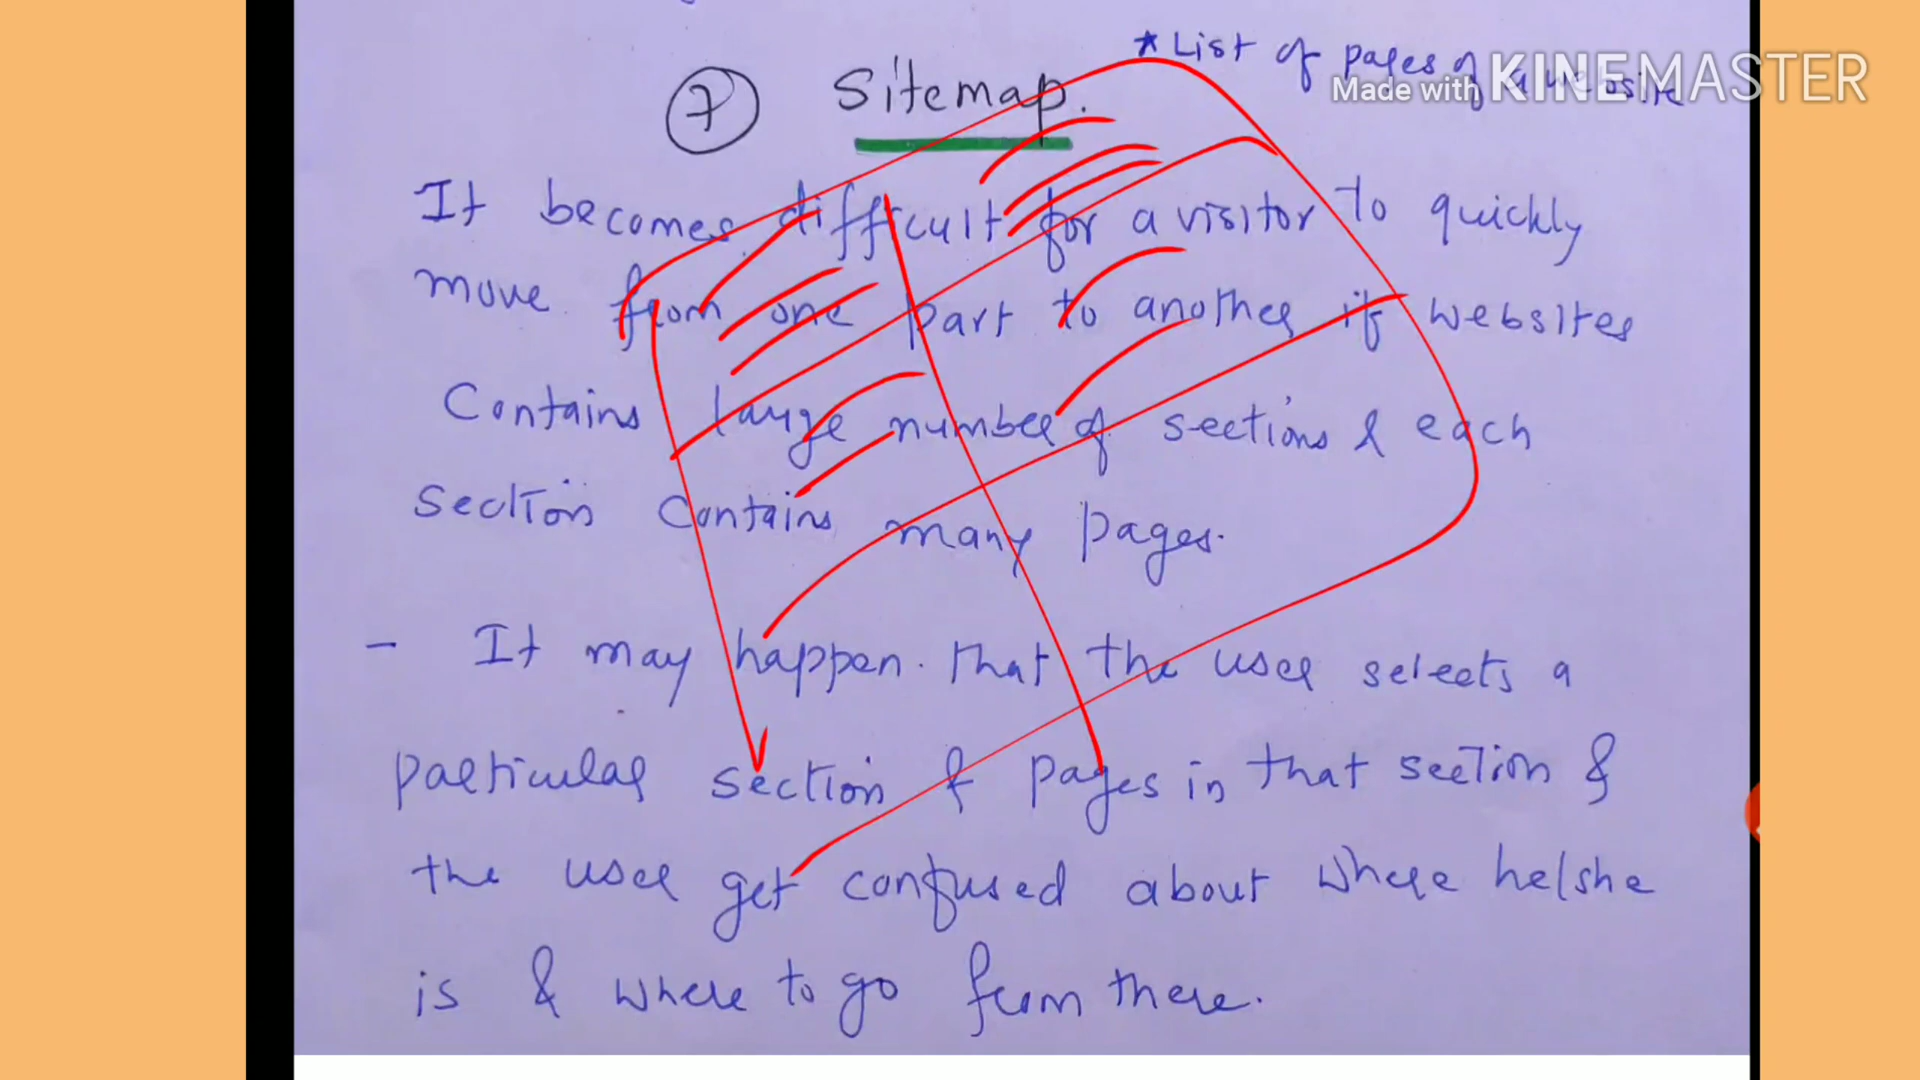 * List of pages of a website
Made with KINEMASTER
7 Sitemap.
It becomes difficult for a visitor to quickly
move from one part to another if websites
Contains large number of sections & each
Section Contains many pages.
- It may happen. that the user selects a
particular section & pages in that section &
the user get confused about where he/she
is & where to go from there.